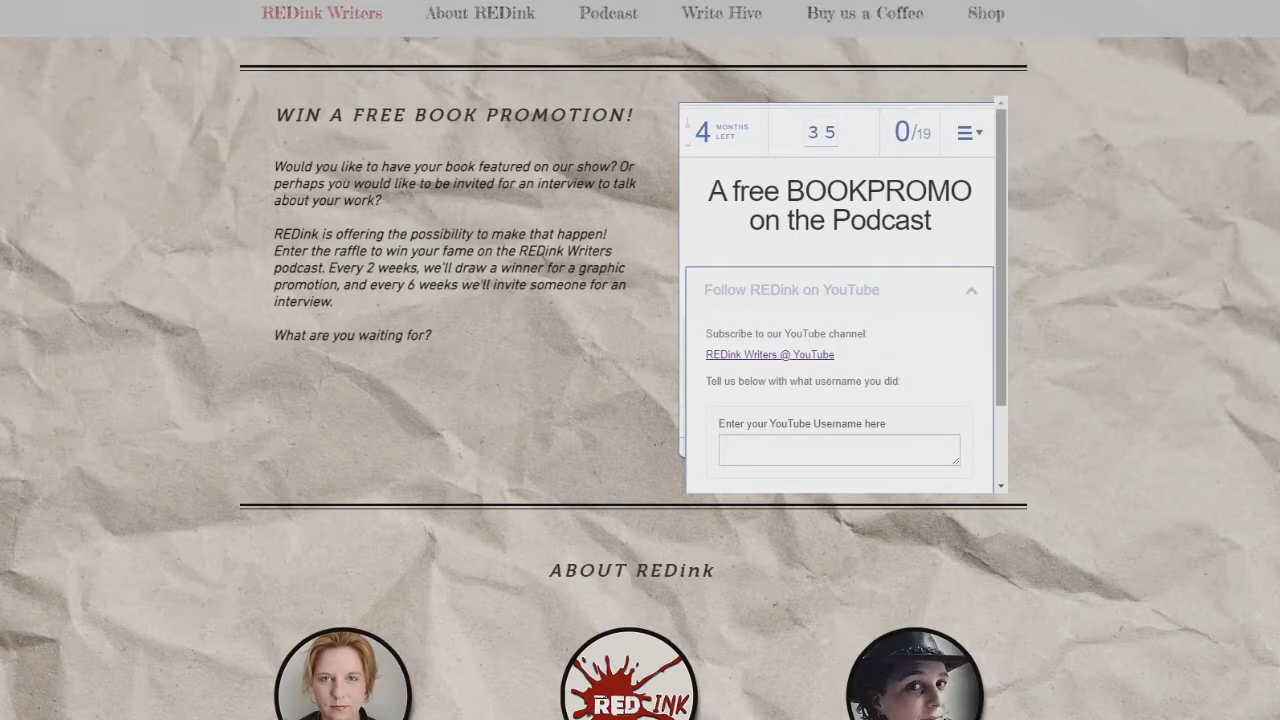 REDink Writers About REDink Podcast Write Hive Buy us a Coffee Shop
WIN A FREE BOOK PROMOTION!
Would you like to have your book featured on our show? Or
perhaps you would like to be invited for an interview to talk
about your work?
REDink is offering the possibility to make that happen!
Enter the raffle to win your fame on the REDink Writers
podcast. Every 2 weeks, we'll draw a winner for a graphic
promotion, and every 6 weeks we'll invite someone for an
interview.
What are you waiting for?
4 MONTHS LEFT 35 0/19
A free BOOKPROMO
on the Podcast
Follow REDink on YouTube
Subscribe to our YouTube channel:
REDink Writers @ YouTube
Tell us below with what username you did:
Enter your YouTube Username here
ABOUT REDink
RED INK